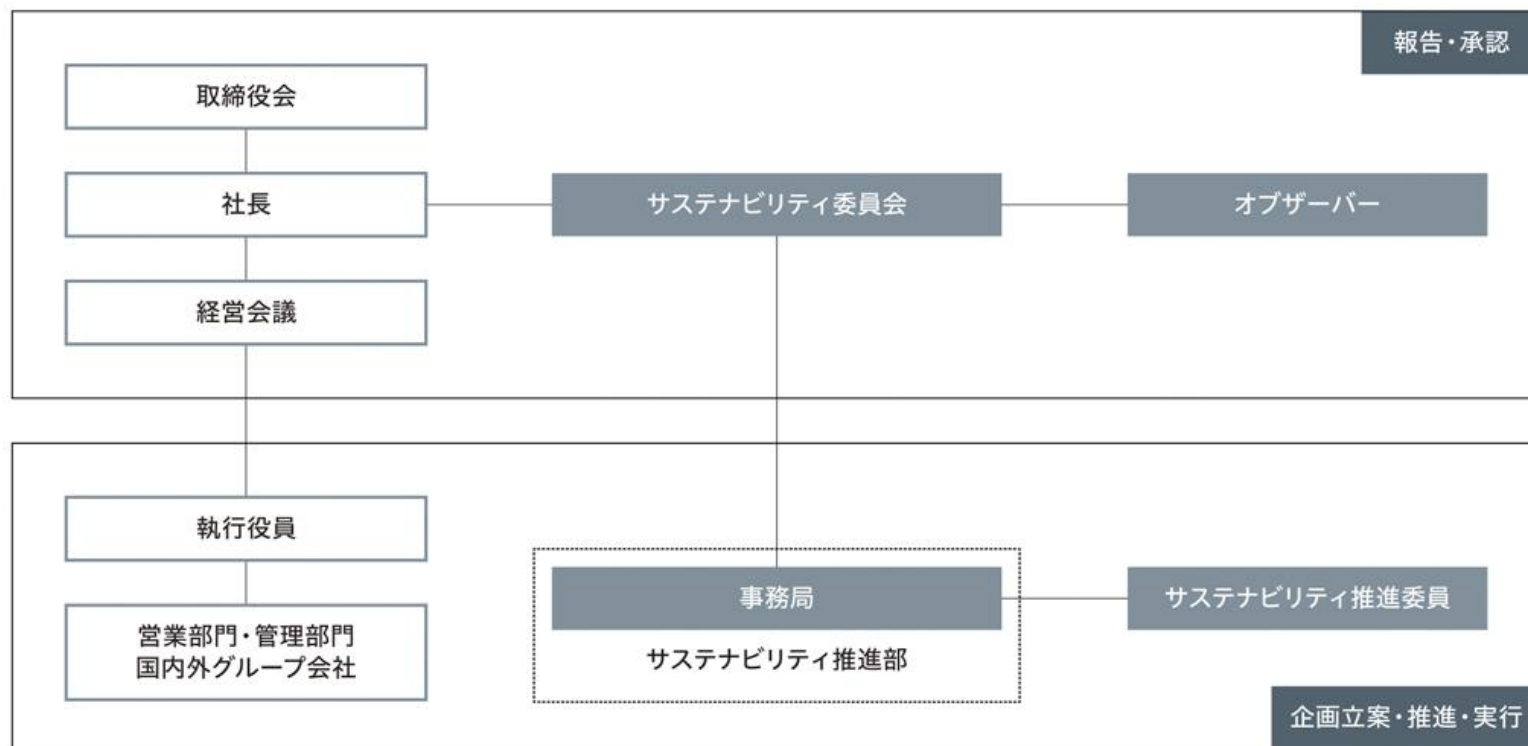 報告・承認
取締役会
社長
サステナビリティ委員会
オブザーバー
経営会議
執行役員
事務局
サステナビリティ推進委員
営業部門・管理部門
国内外グループ会社
サステナビリティ推進部
企画立案・推進・実行